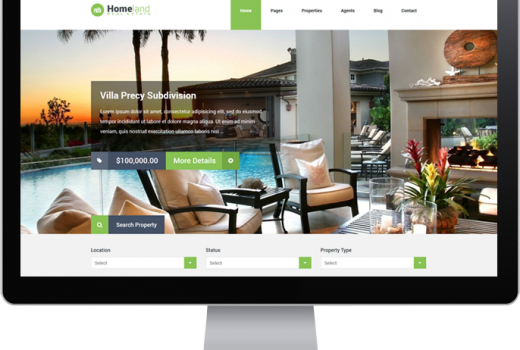 Homeland
REAL ESTATE
Home
Pages
Properties
Agents
Blog
Contact
Villa Precy Subdivision
Lorem ipsum dolor sit amet, consectetur adipisicing elit, sed do eiusmod
tempor incididunt ut labore et dolore magna aliqua. Ut enim ad minim
veniam, quis nostrud exercitation ullamco laboris nisi ...
$100,000.00
More Details
Search Property
Location
Status
Property Type
Select
Select
Select